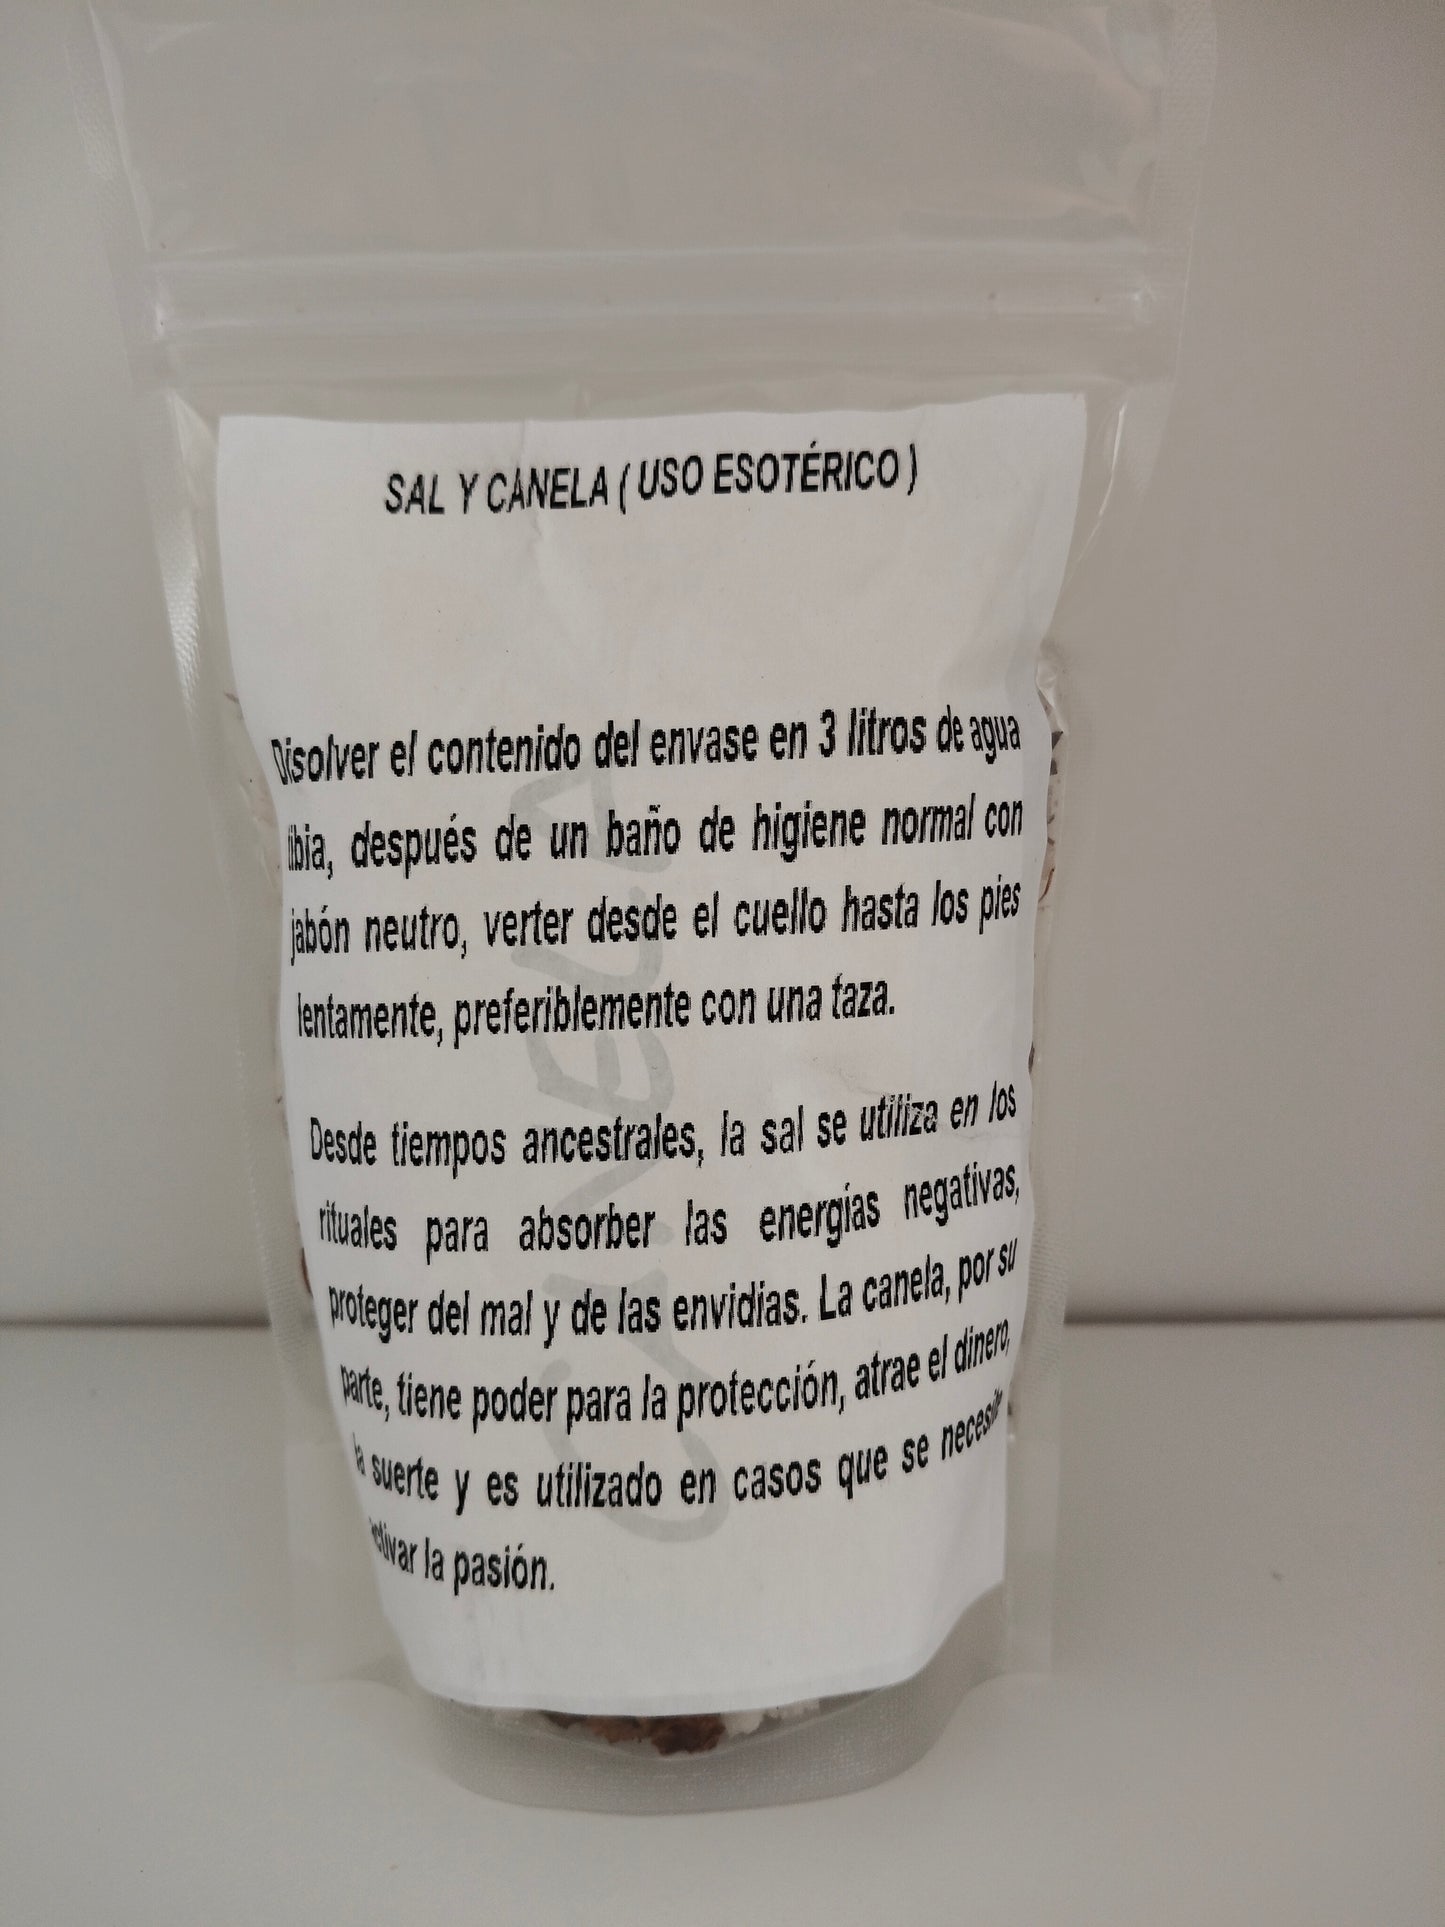 SAL Y CANELA ( USO ESOTÉRICO )
Disolver el contenido del envase en 3 litros de agua
tibia, después de un baño de higiene normal con
jabón neutro, verter desde el cuello hasta los pies
lentamente, preferiblemente con una taza.
Desde tiempos ancestrales, la sal se utiliza en los
rituales para absorber las energías negativas,
proteger del mal y de las envidias. La canela, por su
parte, tiene poder para la protección, atrae el dinero,
la suerte y es utilizado en casos que se necesite
activar la pasión.
CANELA